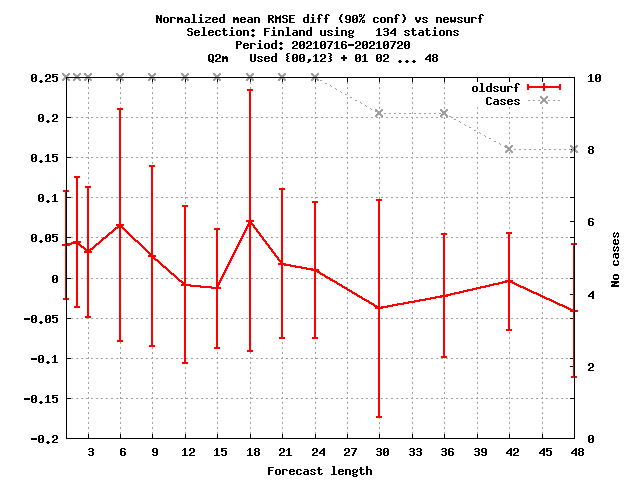 Normalized mean RMSE diff (90% conf) vs newsurf
Selection: Finland using   134 stations
Period: 20210716-20210720
Q2m   Used {00,12} + 01 02 ... 48
oldsurf
Cases
0.25
0.2
0.15
0.1
0.05
0
-0.05
-0.1
-0.15
-0.2
10
8
6
4
2
0
No cases
3 6 9 12 15 18 21 24 27 30 33 36 39 42 45 48
Forecast length